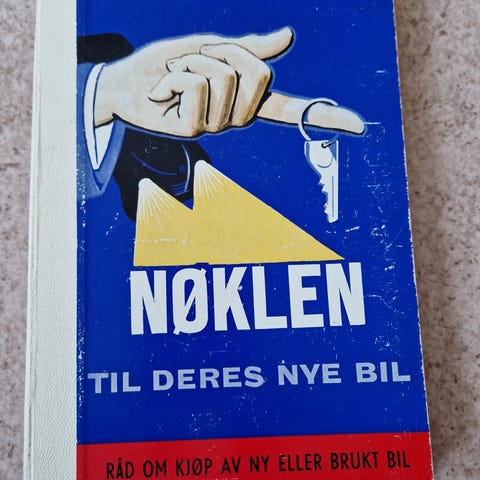 NØKLEN
TIL DERES NYE BIL
RÅD OM KJØP AV NY ELLER BRUKT BIL